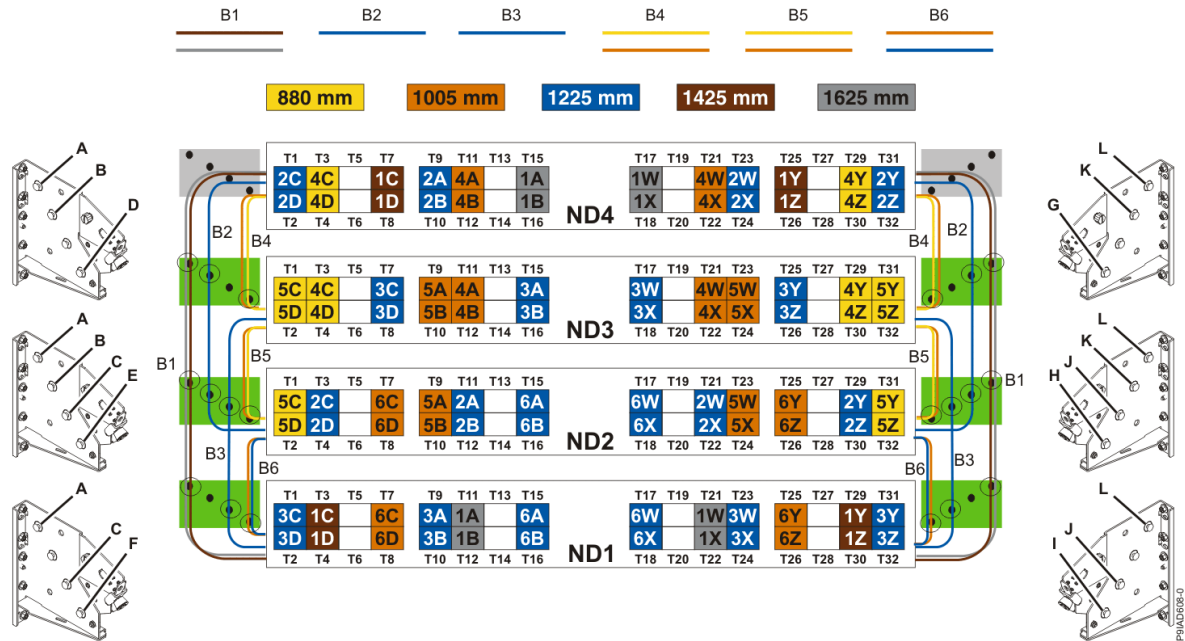 B1 B2 B3 B4 B5 B6
880 mm 1005 mm 1225 mm 1425 mm 1625 mm
A
B
D
L
K
G
T1 T3 T5 T7 T9 T11 T13 T15 T17 T19 T21 T23 T25 T27 T29 T31
2C 4C 1C 2A 4A 1A 1W 4W 2W 1Y 4Y 2Y
2D 4D 1D 2B 4B 1B 1X 4X 2X 1Z 4Z 2Z
T2 T4 T6 T8 T10 T12 T14 T16 T18 T20 T22 T24 T26 T28 T30 T32
ND4
B2 B4 B4 B2
T1 T3 T5 T7 T9 T11 T13 T15 T17 T19 T21 T23 T25 T27 T29 T31
5C 4C 3C 5A 4A 3A 3W 4W 5W 3Y 4Y 5Y
5D 4D 3D 5B 4B 3B 3X 4X 5X 3Z 4Z 5Z
T2 T4 T6 T8 T10 T12 T14 T16 T18 T20 T22 T24 T26 T28 T30 T32
ND3
A
B
C
E
L
K
J
H
B1 B5 B5 B1
T1 T3 T5 T7 T9 T11 T13 T15 T17 T19 T21 T23 T25 T27 T29 T31
5C 2C 6C 5A 2A 6A 6W 2W 5W 6Y 2Y 5Y
5D 2D 6D 5B 2B 6B 6X 2X 5X 6Z 2Z 5Z
T2 T4 T6 T8 T10 T12 T14 T16 T18 T20 T22 T24 T26 T28 T30 T32
ND2
B3 B6 B6 B3
A
C
F
L
J
I
T1 T3 T5 T7 T9 T11 T13 T15 T17 T19 T21 T23 T25 T27 T29 T31
3C 1C 6C 3A 1A 6A 6W 1W 3W 6Y 1Y 3Y
3D 1D 6D 3B 1B 6B 6X 1X 3X 6Z 1Z 3Z
T2 T4 T6 T8 T10 T12 T14 T16 T18 T20 T22 T24 T26 T28 T30 T32
ND1
P9IAD608-0